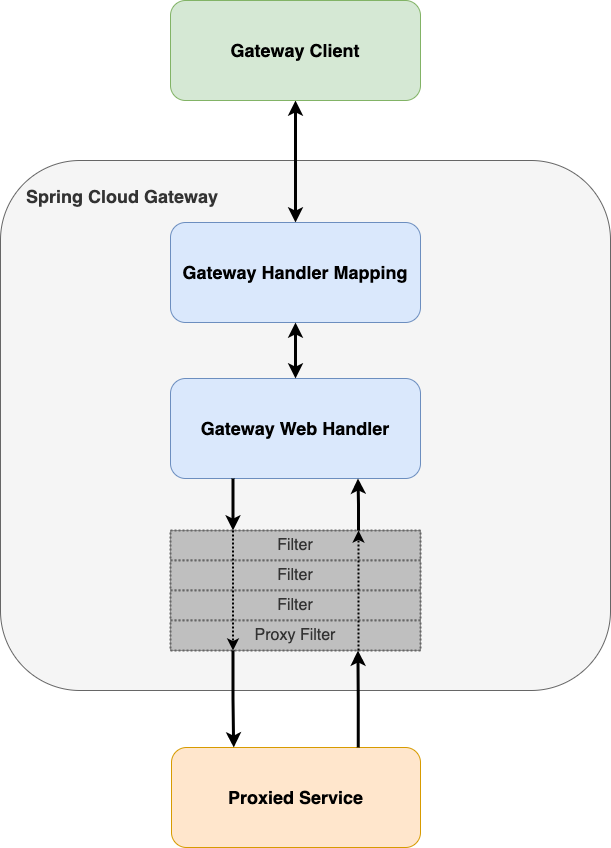 Gateway Client
Spring Cloud Gateway
Gateway Handler Mapping
Gateway Web Handler
Filter
Filter
Filter
Proxy Filter
Proxied Service